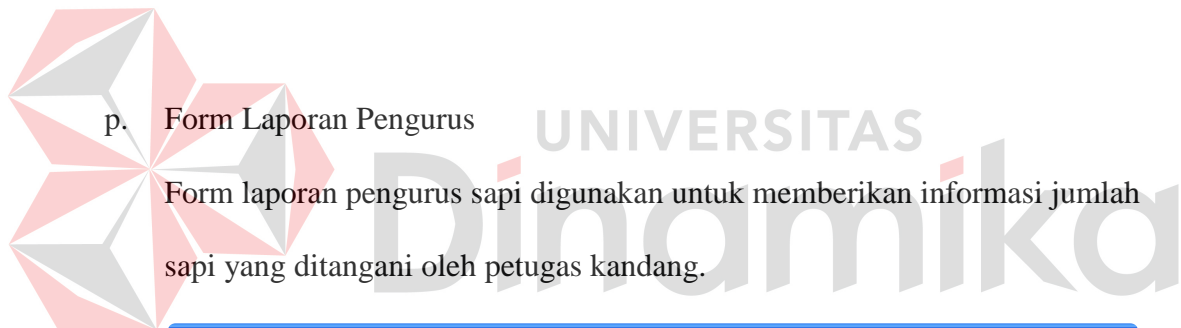 p. Form Laporan Pengurus
UNIVERSITAS
Dinamika
Form laporan pengurus sapi digunakan untuk memberikan informasi jumlah
sapi yang ditangani oleh petugas kandang.